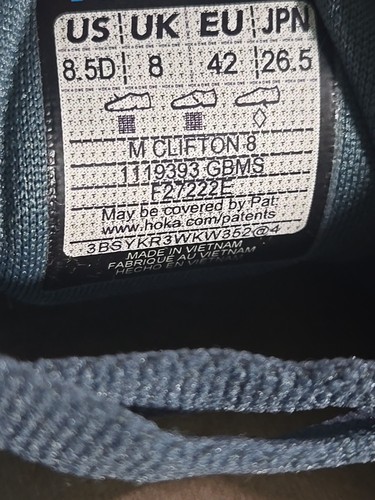 US UK EU JPN
8.5D 8 42 26.5
M CLIFTON 8
1119393 GBMS
F27222E
May be covered by Pat:
www.hoka.com/patents
3BSYKR3WKW352@4
MADE IN VIETNAM
FABRIQUÉ AU VIETNAM
HECHO EN VIETNAM